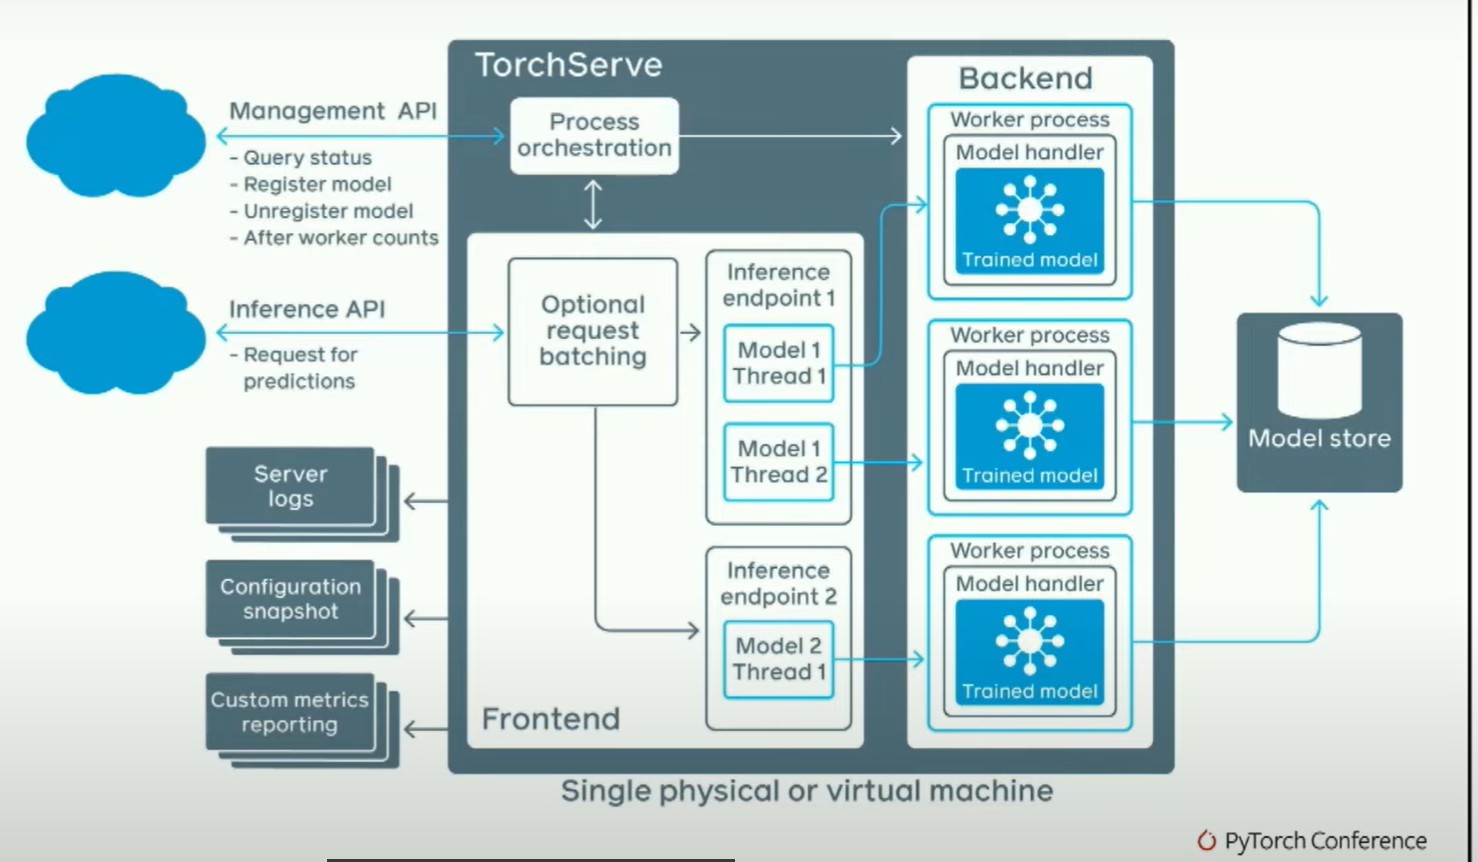 TorchServe
Management API
- Query status
- Register model
- Unregister model
- After worker counts
Inference API
- Request for
predictions
Process
orchestration
Optional
request
batching
Inference
endpoint 1
Model 1
Thread 1
Model 1
Thread 2
Inference
endpoint 2
Model 2
Thread 1
Frontend
Backend
Worker process
Model handler
Trained model
Worker process
Model handler
Trained model
Worker process
Model handler
Trained model
Model store
Server
logs
Configuration
snapshot
Custom metrics
reporting
Single physical or virtual machine
PyTorch Conference